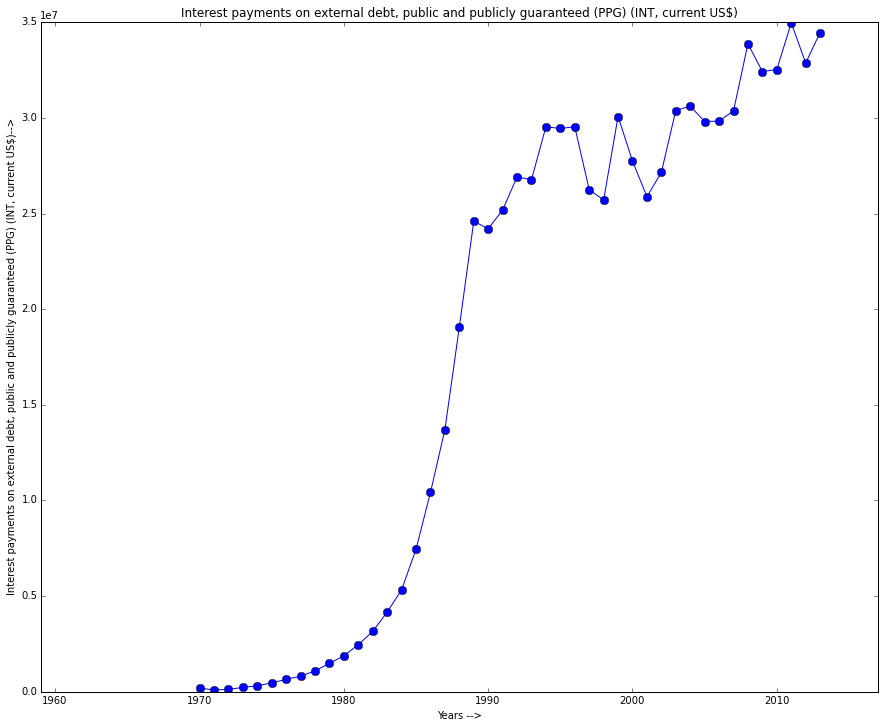 Interest payments on external debt, public and publicly guaranteed (PPG) (INT, current US$)
1e7
3.5
3.0
2.5
2.0
1.5
1.0
0.5
0.0
Interest payments on external debt, public and publicly guaranteed (PPG) (INT, current US$)-->
1960 1970 1980 1990 2000 2010
Years -->